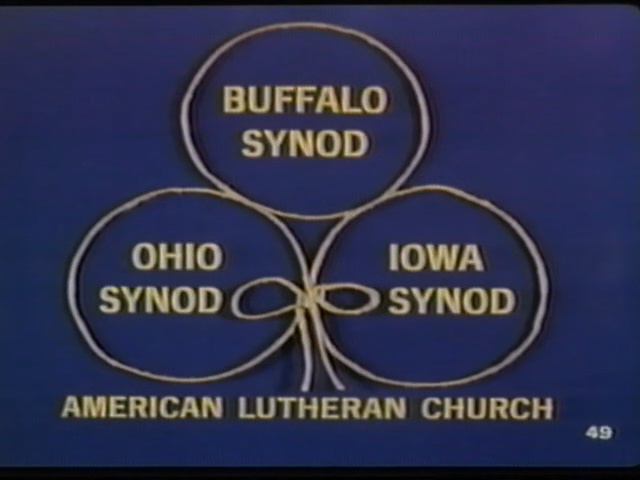 BUFFALO
SYNOD
OHIO
SYNOD
IOWA
SYNOD
AMERICAN LUTHERAN CHURCH
49